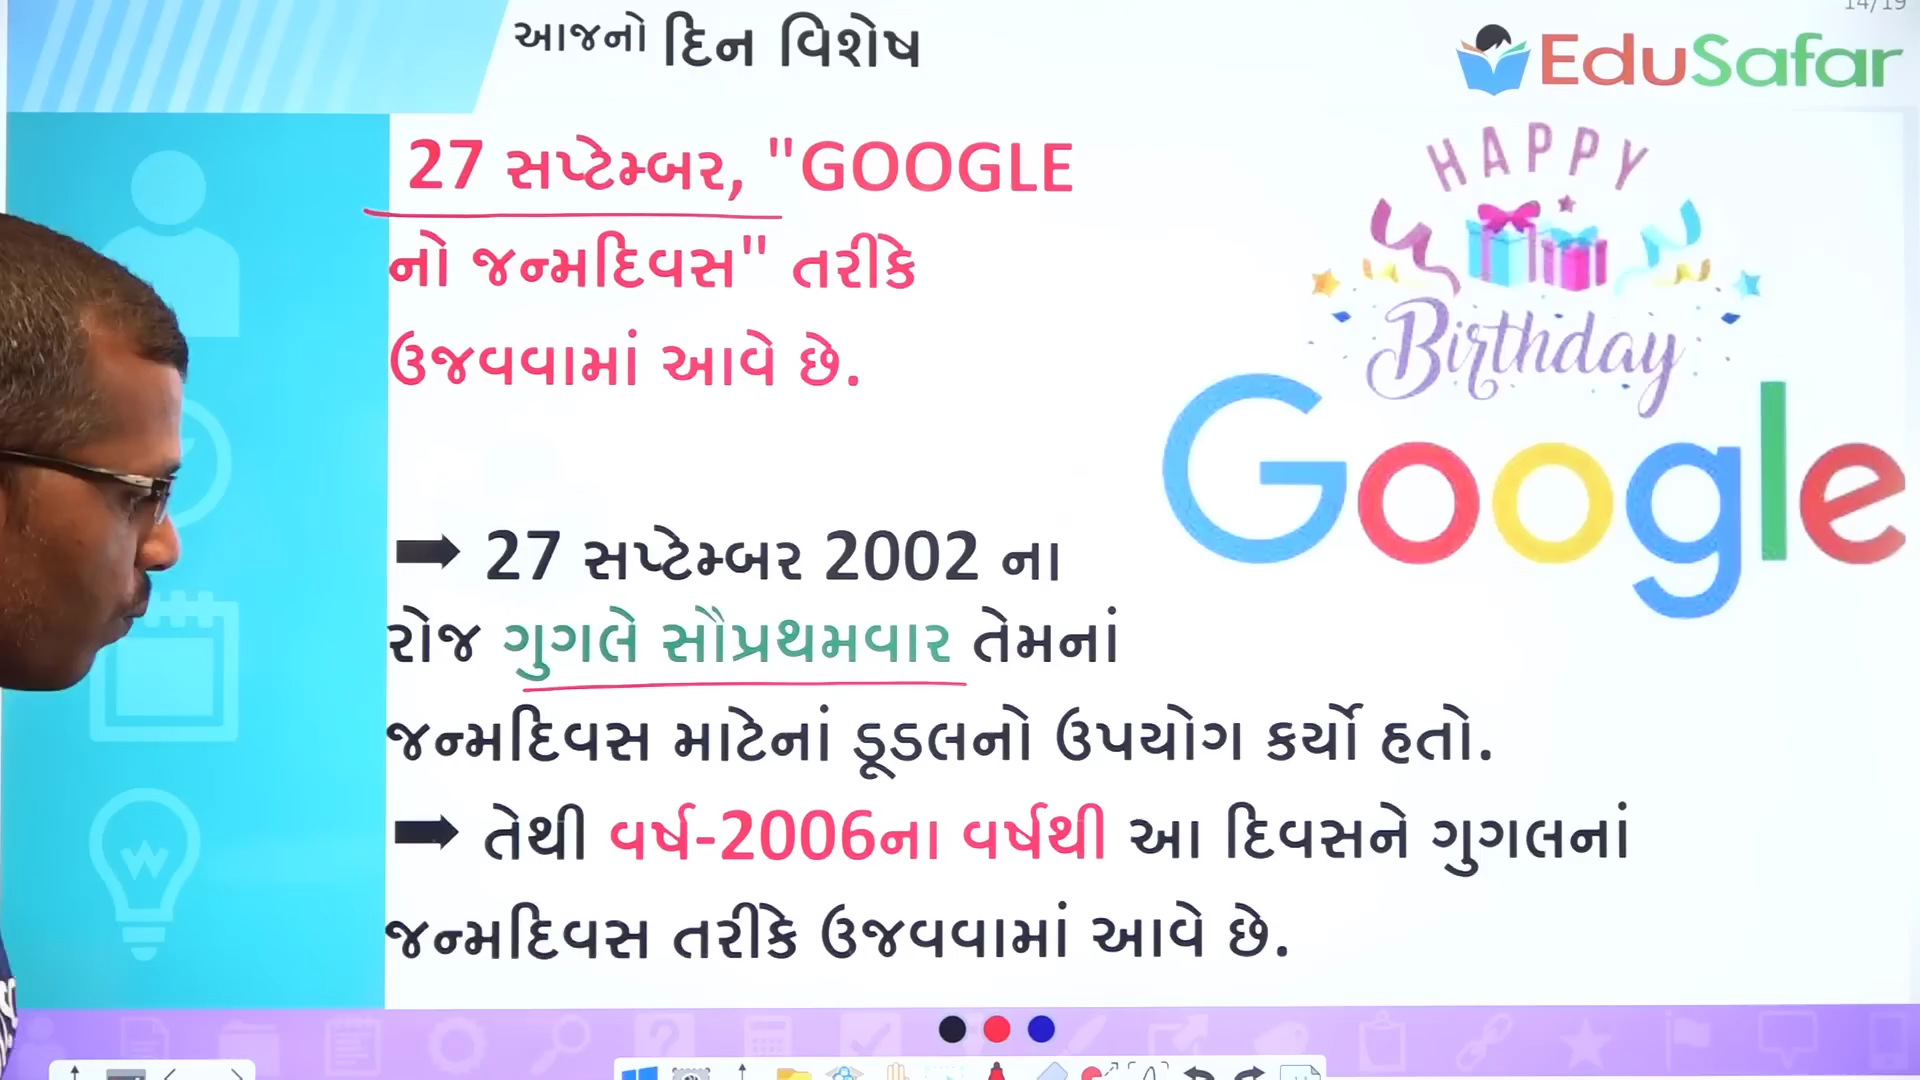 14/19
આજનો દિન વિશેષ
EduSafar
27 સપ્ટેમ્બર, "GOOGLE
નો જન્મદિવસ" તરીકે
ઉજવવામાં આવે છે.
HAPPY
Birthday
Google
➡ 27 સપ્ટેમ્બર 2002 ના
રોજ ગુગલે સૌપ્રથમવાર તેમનાં
જન્મદિવસ માટેનાં ડૂડલનો ઉપયોગ કર્યો હતો.
➡ તેથી વર્ષ-2006ના વર્ષથી આ દિવસને ગુગલનાં
જન્મદિવસ તરીકે ઉજવવામાં આવે છે.